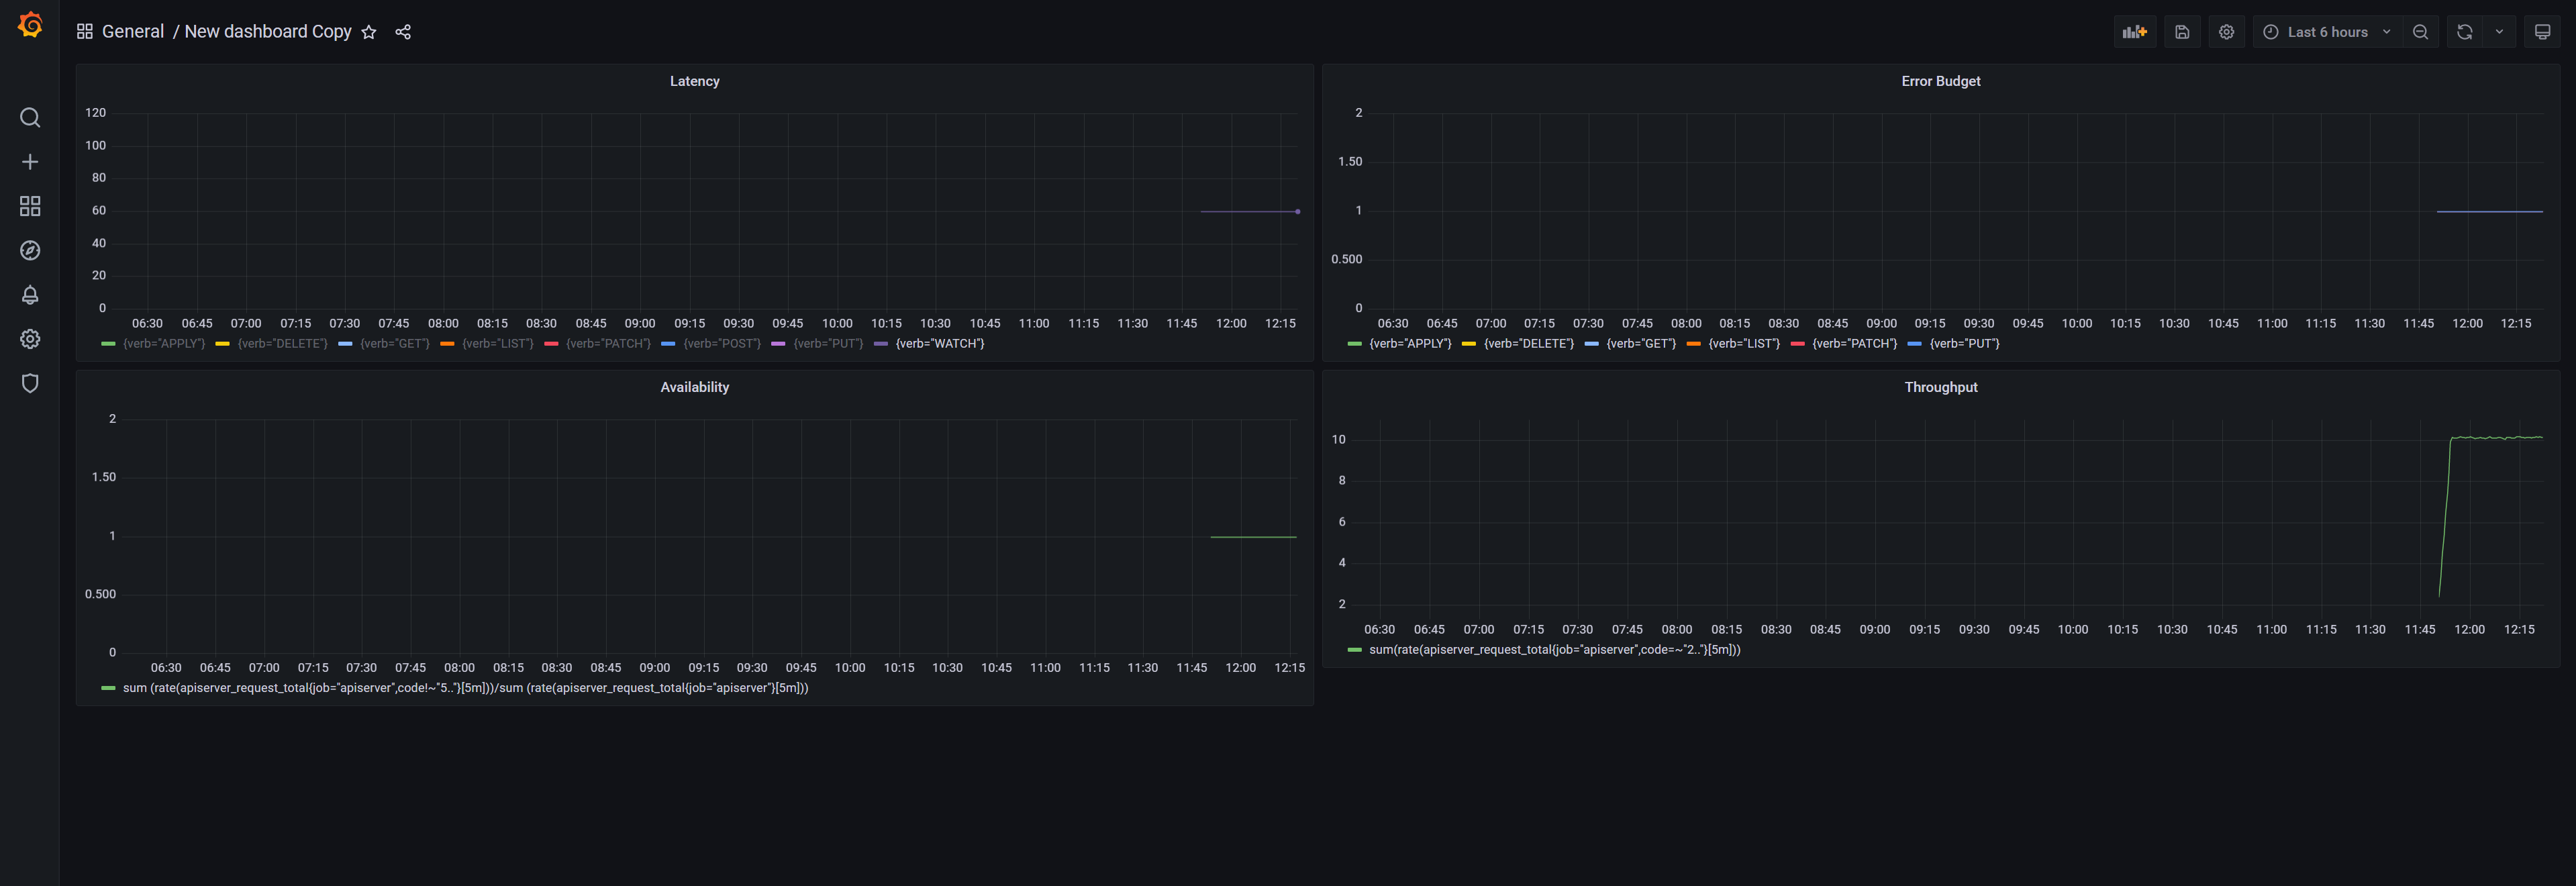 General / New dashboard Copy
Last 6 hours
Latency
120
100
80
60
40
20
0
06:30 06:45 07:00 07:15 07:30 07:45 08:00 08:15 08:30 08:45 09:00 09:15 09:30 09:45 10:00 10:15 10:30 10:45 11:00 11:15 11:30 11:45 12:00 12:15
{verb="APPLY"} {verb="DELETE"} {verb="GET"} {verb="LIST"} {verb="PATCH"} {verb="POST"} {verb="PUT"} {verb="WATCH"}
Error Budget
2
1.50
1
0.500
0
06:30 06:45 07:00 07:15 07:30 07:45 08:00 08:15 08:30 08:45 09:00 09:15 09:30 09:45 10:00 10:15 10:30 10:45 11:00 11:15 11:30 11:45 12:00 12:15
{verb="APPLY"} {verb="DELETE"} {verb="GET"} {verb="LIST"} {verb="PATCH"} {verb="PUT"}
Availability
2
1.50
1
0.500
0
06:30 06:45 07:00 07:15 07:30 07:45 08:00 08:15 08:30 08:45 09:00 09:15 09:30 09:45 10:00 10:15 10:30 10:45 11:00 11:15 11:30 11:45 12:00 12:15
sum (rate(apiserver_request_total{job="apiserver",code!~"5.."}[5m]))/sum (rate(apiserver_request_total{job="apiserver"}[5m]))
Throughput
10
8
6
4
2
06:30 06:45 07:00 07:15 07:30 07:45 08:00 08:15 08:30 08:45 09:00 09:15 09:30 09:45 10:00 10:15 10:30 10:45 11:00 11:15 11:30 11:45 12:00 12:15
sum(rate(apiserver_request_total{job="apiserver",code=~"2.."}[5m]))